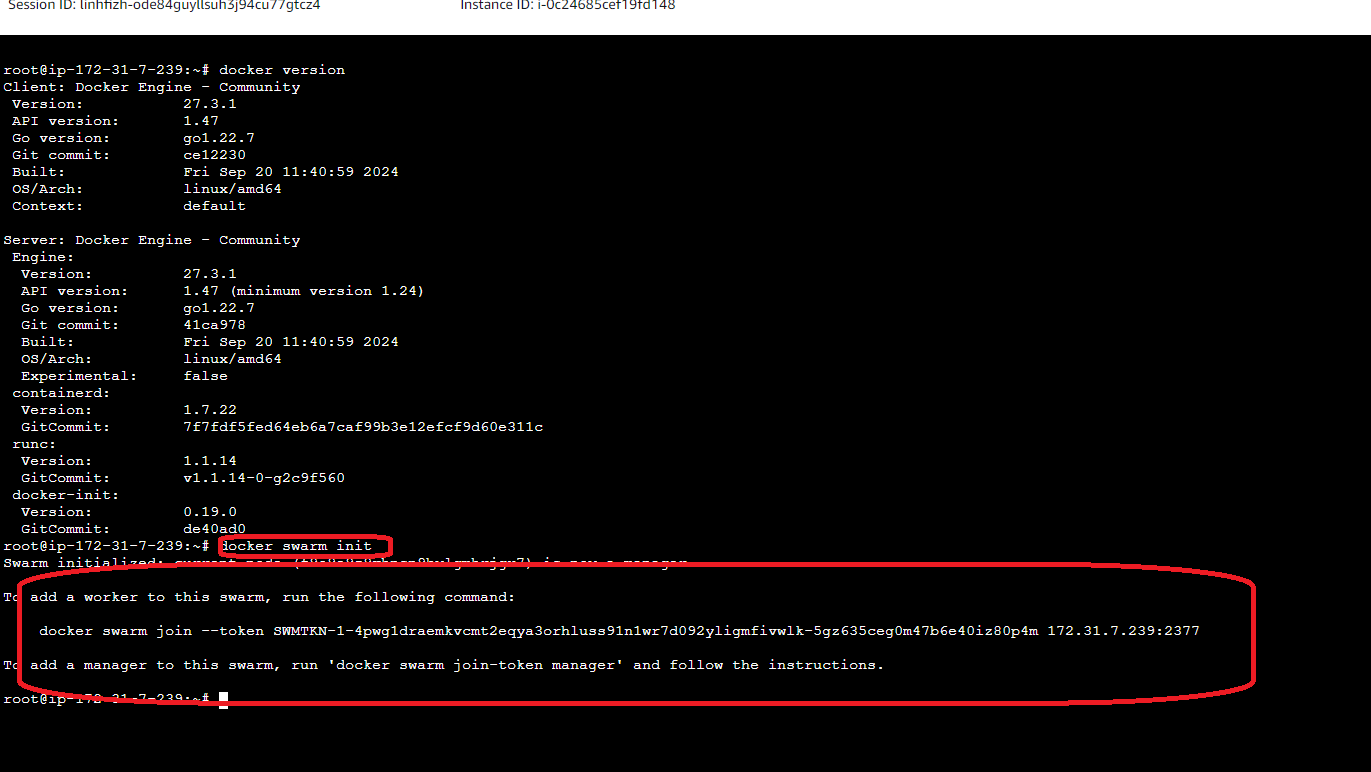 Session ID: linhfizh-ode84guyllsuh3j94cu77gtcz4 Instance ID: i-0c24685cef19fd148
root@ip-172-31-7-239:~# docker version
Client: Docker Engine - Community
Version: 27.3.1
API version: 1.47
Go version: go1.22.7
Git commit: ce12230
Built: Fri Sep 20 11:40:59 2024
OS/Arch: linux/amd64
Context: default
Server: Docker Engine - Community
Engine:
Version: 27.3.1
API version: 1.47 (minimum version 1.24)
Go version: go1.22.7
Git commit: 41ca978
Built: Fri Sep 20 11:40:59 2024
OS/Arch: linux/amd64
Experimental: false
containerd:
Version: 1.7.22
GitCommit: 7f7fdf5fed64eb6a7caf99b3e12efcf9d60e311c
runc:
Version: 1.1.14
GitCommit: v1.1.14-0-g2c9f560
docker-init:
Version: 0.19.0
GitCommit: de40ad0
root@ip-172-31-7-239:~# docker swarm init
Swarm initialized: current node is now a manager
To add a worker to this swarm, run the following command:
docker swarm join --token SWMTKN-1-4pwg1draemkvcmt2eqya3orhluss91n1wr7d092yligmfivwlk-5gz635ceg0m47b6e40iz80p4m 172.31.7.239:2377
To add a manager to this swarm, run 'docker swarm join-token manager' and follow the instructions.
root@ip-172-31-7-239:~#